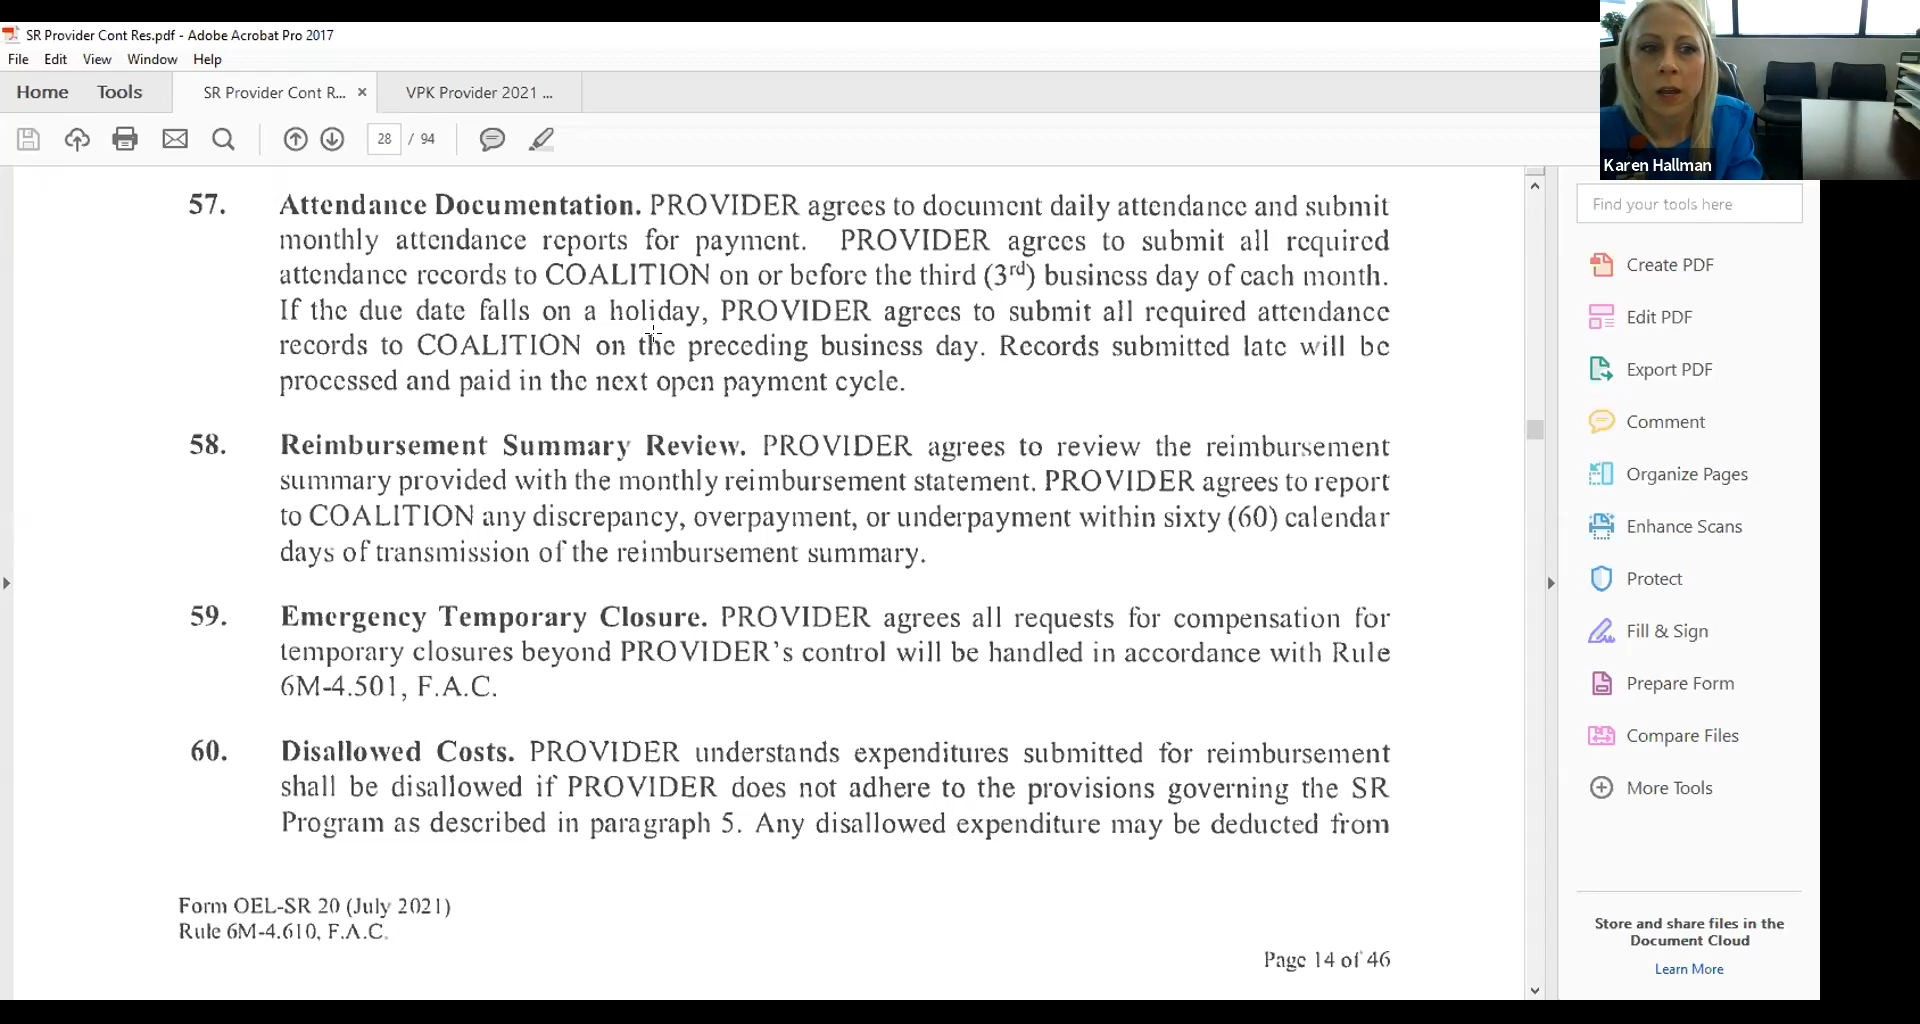 SR Provider Cont Res.pdf - Adobe Acrobat Pro 2017
File Edit View Window Help
Home Tools SR Provider Cont R... × VPK Provider 2021 ...
28 / 94
Karen Hallman
57. Attendance Documentation. PROVIDER agrees to document daily attendance and submit
monthly attendance reports for payment. PROVIDER agrees to submit all required
attendance records to COALITION on or before the third (3rd) business day of each month.
If the due date falls on a holiday, PROVIDER agrees to submit all required attendance
records to COALITION on the preceding business day. Records submitted late will be
processed and paid in the next open payment cycle.
58. Reimbursement Summary Review. PROVIDER agrees to review the reimbursement
summary provided with the monthly reimbursement statement. PROVIDER agrees to report
to COALITION any discrepancy, overpayment, or underpayment within sixty (60) calendar
days of transmission of the reimbursement summary.
59. Emergency Temporary Closure. PROVIDER agrees all requests for compensation for
temporary closures beyond PROVIDER's control will be handled in accordance with Rule
6M-4.501, F.A.C.
60. Disallowed Costs. PROVIDER understands expenditures submitted for reimbursement
shall be disallowed if PROVIDER does not adhere to the provisions governing the SR
Program as described in paragraph 5. Any disallowed expenditure may be deducted from
Form OEL-SR 20 (July 2021)
Rule 6M-4.610, F.A.C.
Page 14 of 46
Find your tools here
Create PDF
Edit PDF
Export PDF
Comment
Organize Pages
Enhance Scans
Protect
Fill & Sign
Prepare Form
Compare Files
More Tools
Store and share files in the
Document Cloud
Learn More